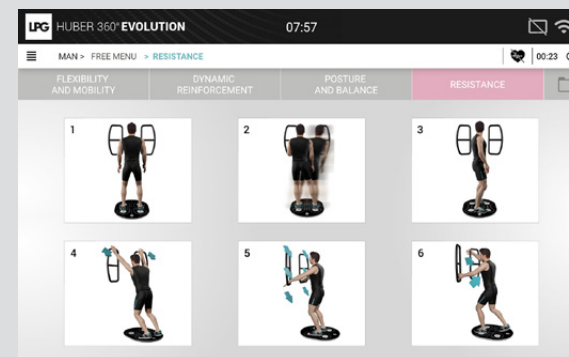 LPG HUBER 360° EVOLUTION 07:57
MAN > FREE MENU > RESISTANCE 00:23
FLEXIBILITY
AND MOBILITY
DYNAMIC
REINFORCEMENT
POSTURE
AND BALANCE
RESISTANCE
1 2 3
4 5 6